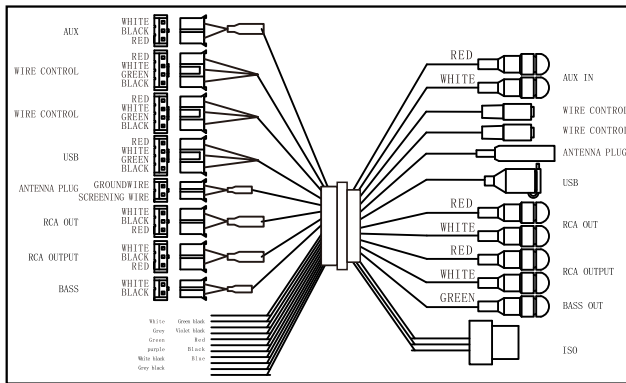 AUX
WHITE
BLACK
RED
WIRE CONTROL
RED
WHITE
GREEN
BLACK
WIRE CONTROL
RED
WHITE
GREEN
BLACK
USB
RED
WHITE
GREEN
BLACK
ANTENNA PLUG
GROUNDWIRE
SCREENING WIRE
RCA OUT
WHITE
BLACK
RED
RCA OUTPUT
WHITE
BLACK
RED
BASS
WHITE
BLACK
White Green black
Grey Violet black
Green Red
purple Black
White black Blue
Grey black
RED
WHITE
AUX IN
WIRE CONTROL
WIRE CONTROL
ANTENNA PLUG
USB
RED
WHITE
RCA OUT
RED
WHITE
RCA OUTPUT
GREEN
BASS OUT
ISO